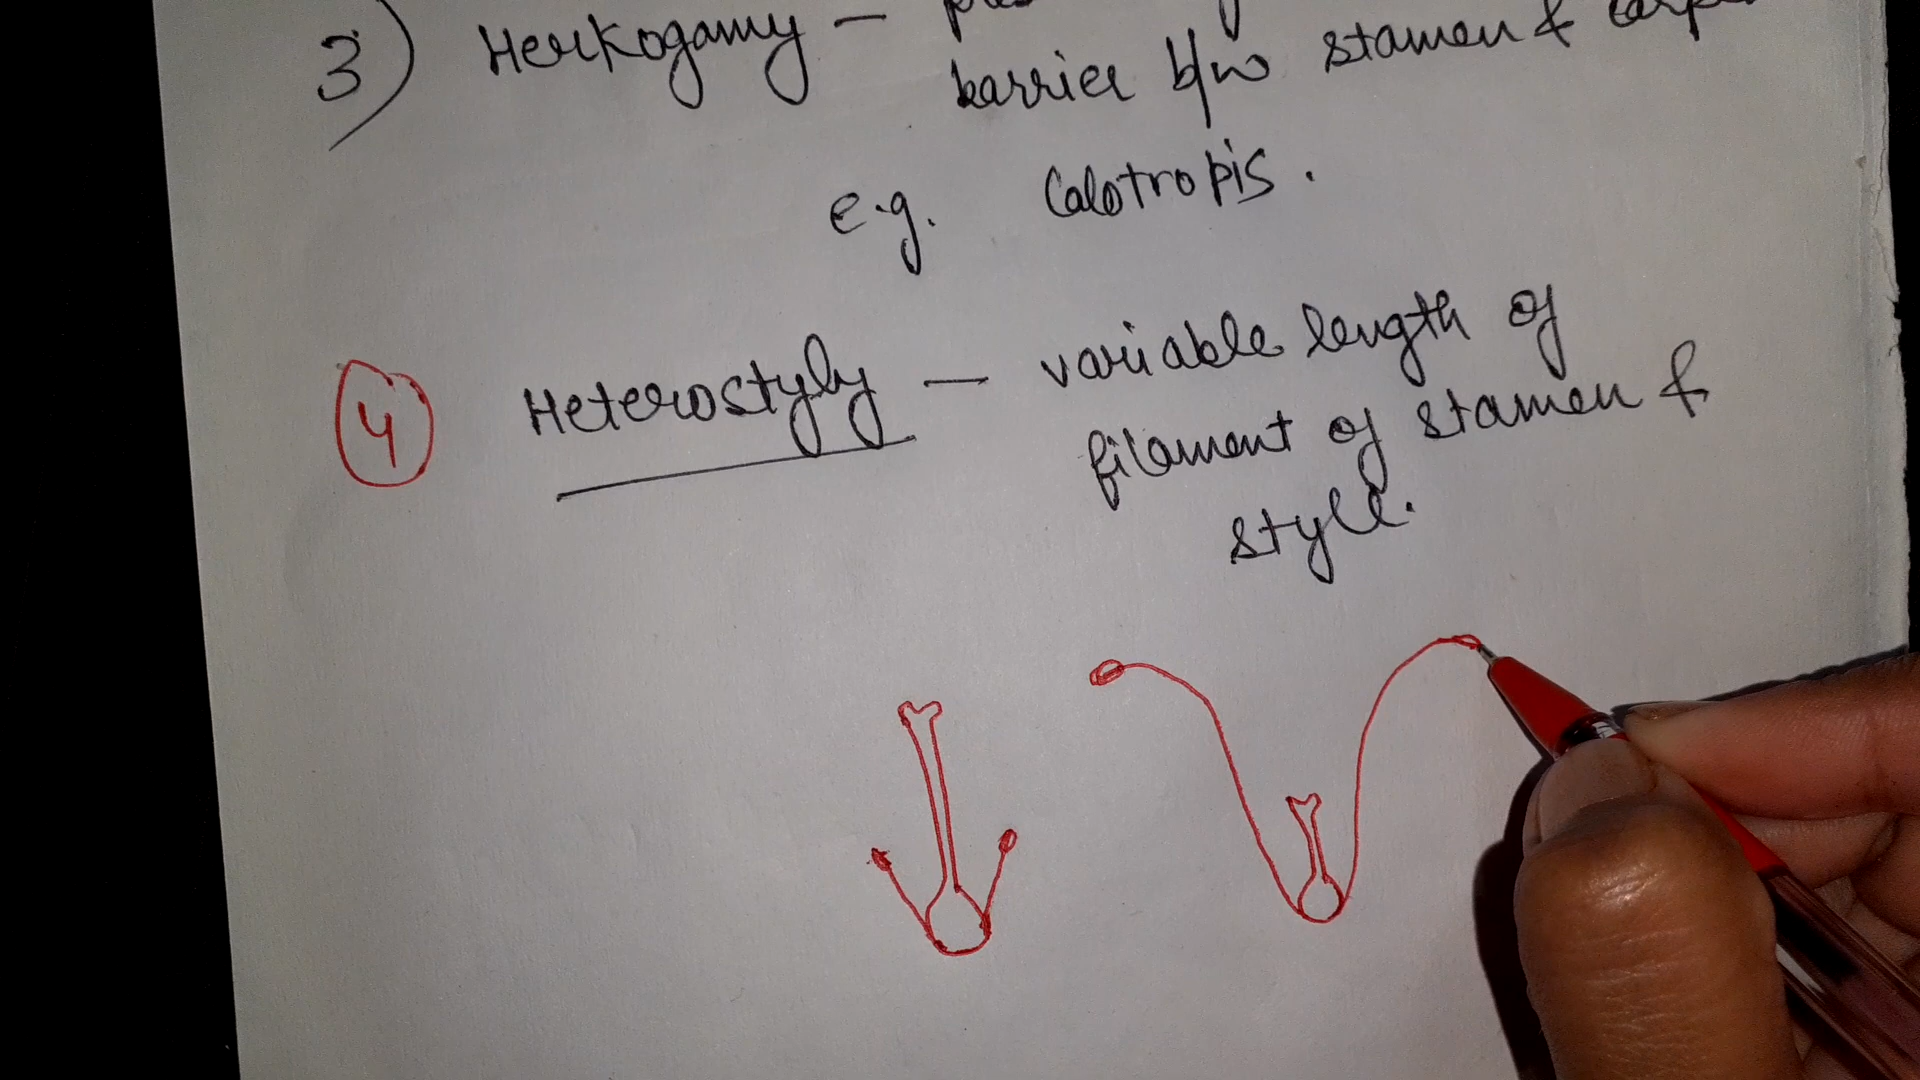 3) Herkogamy –
barrier b/w stamen &
e.g. Calotropis.
4 Heterostyly — variable length of
filament of stamen &
style.